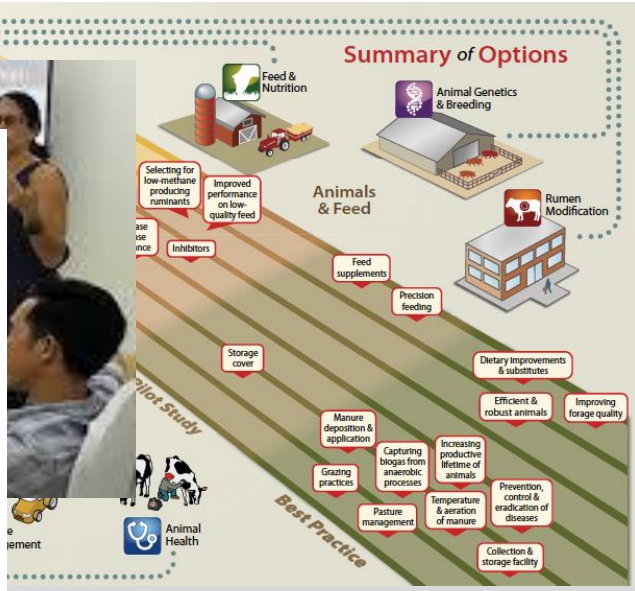 Summary of Options
Feed &
Nutrition
Animal Genetics
& Breeding
Animals
& Feed
Rumen
Modification
Selecting for
low-methane
producing
ruminants
Improved
performance
on low-
quality feed
Inhibitors
Feed
supplements
Precision
feeding
Storage
cover
Dietary improvements
& substitutes
Efficient &
robust animals
Improving
forage quality
Pilot Study
Manure
deposition &
application
Capturing
biogas from
anaerobic
processes
Increasing
productive
lifetime of
animals
Grazing
practices
Prevention,
control &
eradication of
diseases
Temperature
& aeration
of manure
Pasture
management
Best Practice
Collection &
storage facility
Animal
Health